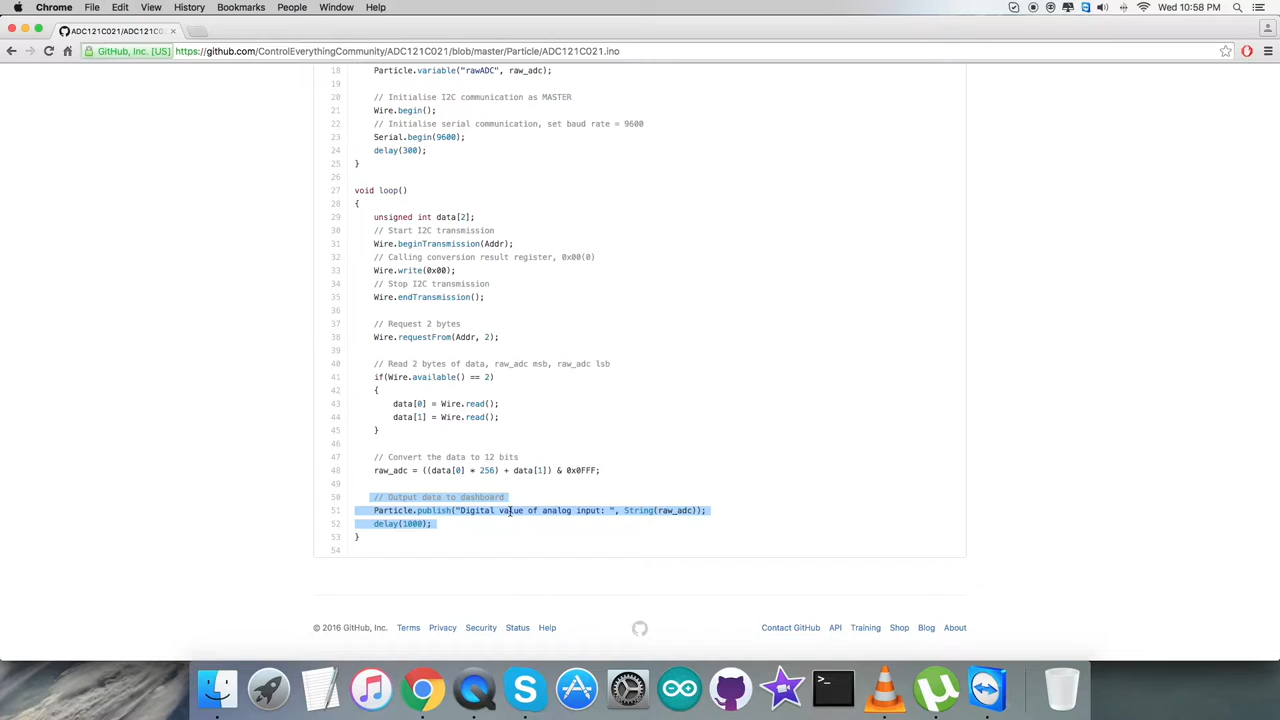 Chrome File Edit View History Bookmarks People Window Help Wed 10:58 PM
ADC121C021/ADC121C021.
GitHub, Inc. [US] https://github.com/ControlEverythingCommunity/ADC121C021/blob/master/Particle/ADC121C021.ino
18 Particle.variable("rawADC", raw_adc);
19
20 // Initialise I2C communication as MASTER
21 Wire.begin();
22 // Initialise serial communication, set baud rate = 9600
23 Serial.begin(9600);
24 delay(300);
25 }
26
27 void loop()
28 {
29 unsigned int data[2];
30 // Start I2C transmission
31 Wire.beginTransmission(Addr);
32 // Calling conversion result register, 0x00(0)
33 Wire.write(0x00);
34 // Stop I2C transmission
35 Wire.endTransmission();
36
37 // Request 2 bytes
38 Wire.requestFrom(Addr, 2);
39
40 // Read 2 bytes of data, raw_adc msb, raw_adc lsb
41 if(Wire.available() == 2)
42 {
43 data[0] = Wire.read();
44 data[1] = Wire.read();
45 }
46
47 // Convert the data to 12 bits
48 raw_adc = ((data[0] * 256) + data[1]) & 0x0FFF;
49
50 // Output data to dashboard
51 Particle.publish("Digital value of analog input: ", String(raw_adc));
52 delay(1000);
53 }
54
© 2016 GitHub, Inc. Terms Privacy Security Status Help Contact GitHub API Training Shop Blog About